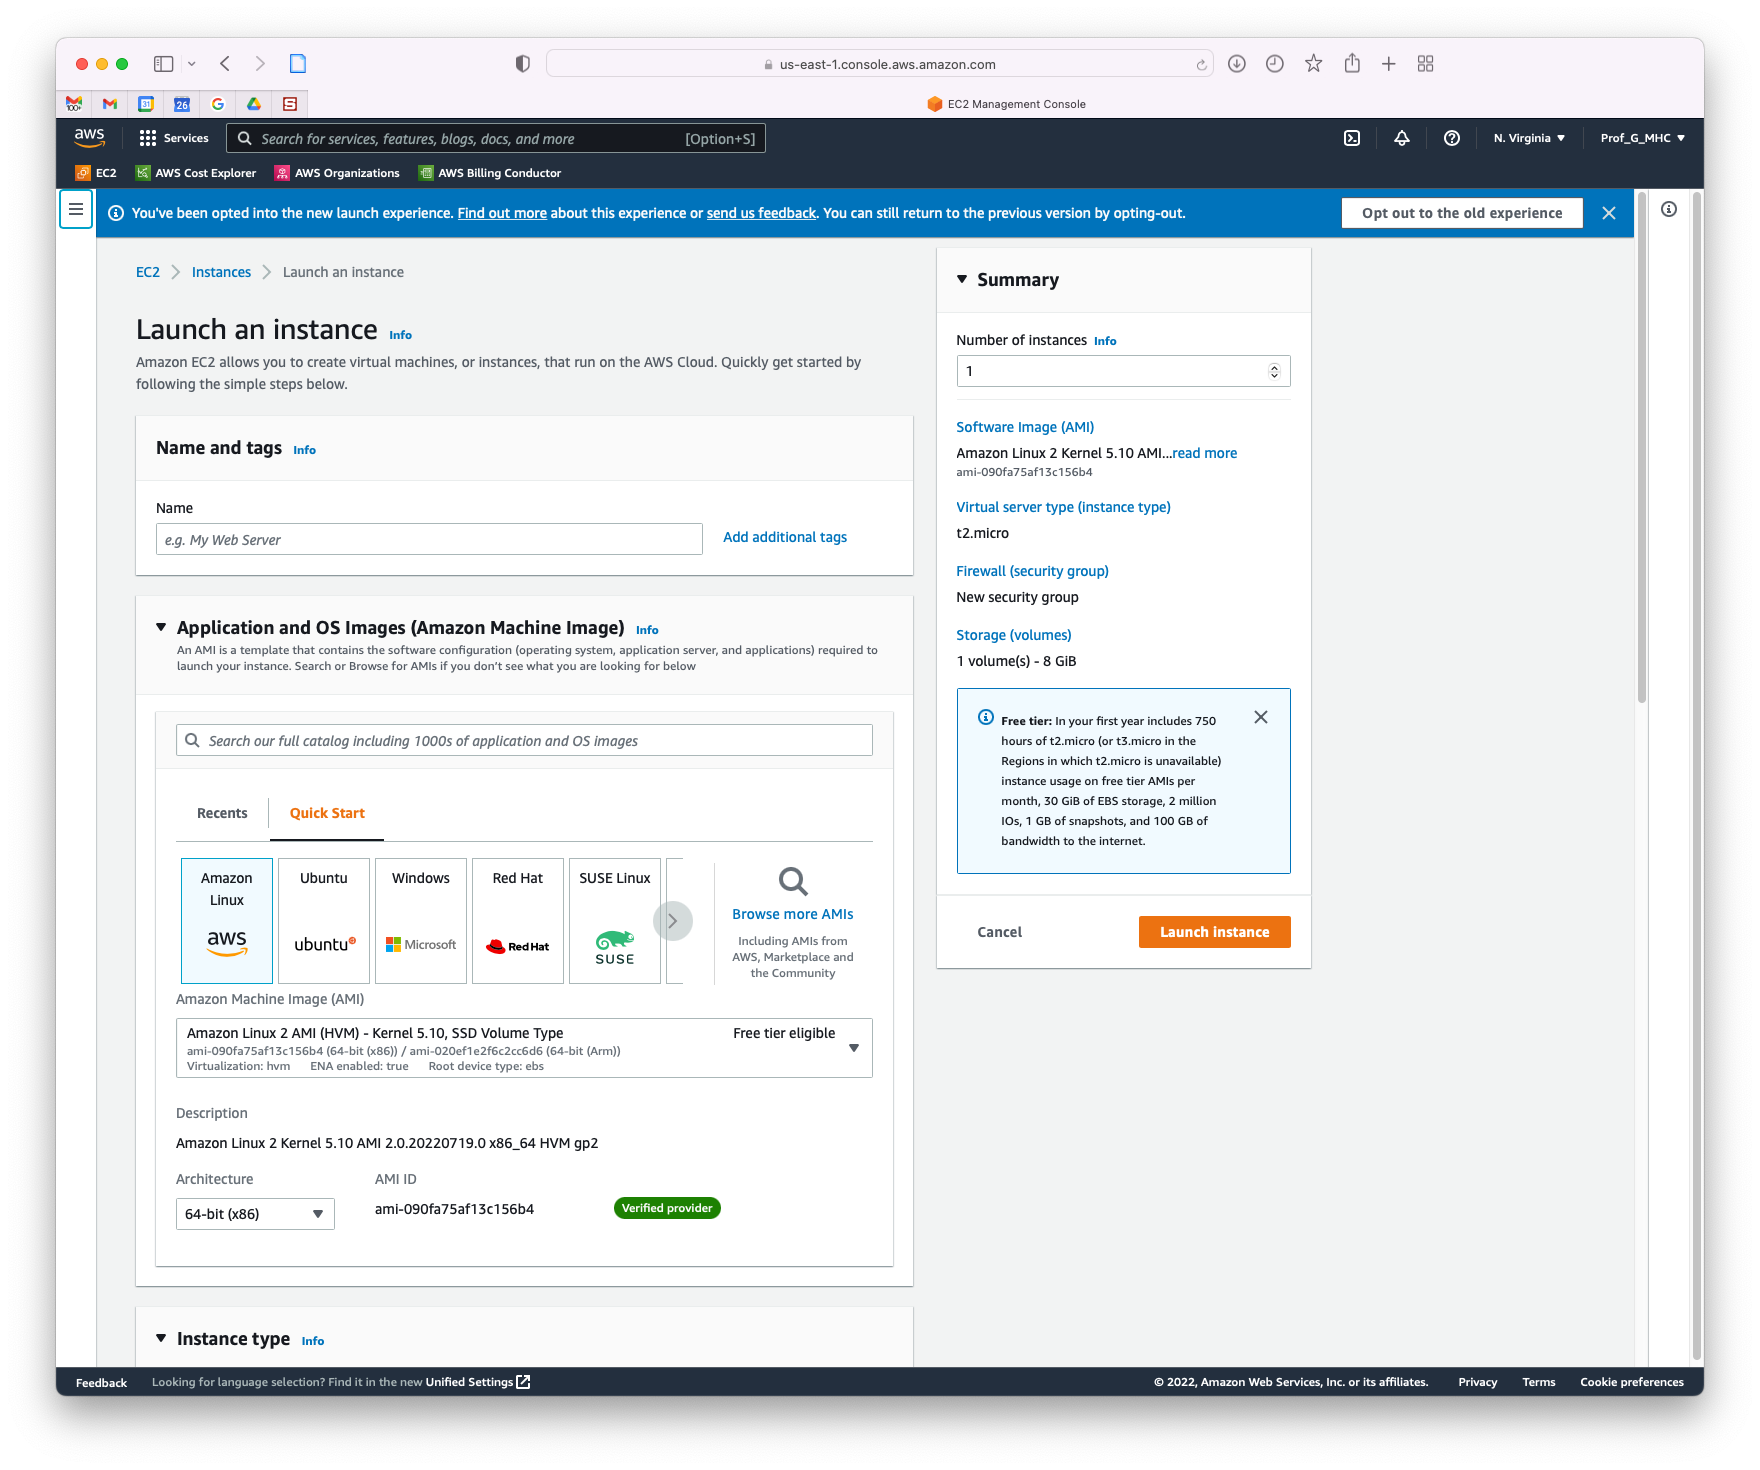 us-east-1.console.aws.amazon.com
31
26
EC2 Management Console
aws
Services
Search for services, features, blogs, docs, and more
[Option+S]
N. Virginia
Prof_G_MHC
EC2
AWS Cost Explorer
AWS Organizations
AWS Billing Conductor
You've been opted into the new launch experience. Find out more about this experience or send us feedback. You can still return to the previous version by opting-out.
Opt out to the old experience
EC2
Instances
Launch an instance
Launch an instance Info
Amazon EC2 allows you to create virtual machines, or instances, that run on the AWS Cloud. Quickly get started by
following the simple steps below.
Name and tags Info
Name
e.g. My Web Server
Add additional tags
Application and OS Images (Amazon Machine Image) Info
An AMI is a template that contains the software configuration (operating system, application server, and applications) required to
launch your instance. Search or Browse for AMIs if you don’t see what you are looking for below
Search our full catalog including 1000s of application and OS images
Recents
Quick Start
Amazon
Linux
aws
Ubuntu
ubuntu
Windows
Microsoft
Red Hat
Red Hat
SUSE Linux
SUSE
Browse more AMIs
Including AMIs from
AWS, Marketplace and
the Community
Amazon Machine Image (AMI)
Amazon Linux 2 AMI (HVM) - Kernel 5.10, SSD Volume Type
Free tier eligible
ami-090fa75af13c156b4 (64-bit (x86)) / ami-020ef1e2f6c2cc6d6 (64-bit (Arm))
Virtualization: hvm ENA enabled: true Root device type: ebs
Description
Amazon Linux 2 Kernel 5.10 AMI 2.0.20220719.0 x86_64 HVM gp2
Architecture
AMI ID
64-bit (x86)
ami-090fa75af13c156b4
Verified provider
Instance type Info
Summary
Number of instances Info
1
Software Image (AMI)
Amazon Linux 2 Kernel 5.10 AMI...read more
ami-090fa75af13c156b4
Virtual server type (instance type)
t2.micro
Firewall (security group)
New security group
Storage (volumes)
1 volume(s) - 8 GiB
Free tier: In your first year includes 750
hours of t2.micro (or t3.micro in the
Regions in which t2.micro is unavailable)
instance usage on free tier AMIs per
month, 30 GiB of EBS storage, 2 million
IOs, 1 GB of snapshots, and 100 GB of
bandwidth to the internet.
Cancel
Launch instance
Feedback
Looking for language selection? Find it in the new Unified Settings
© 2022, Amazon Web Services, Inc. or its affiliates.
Privacy
Terms
Cookie preferences